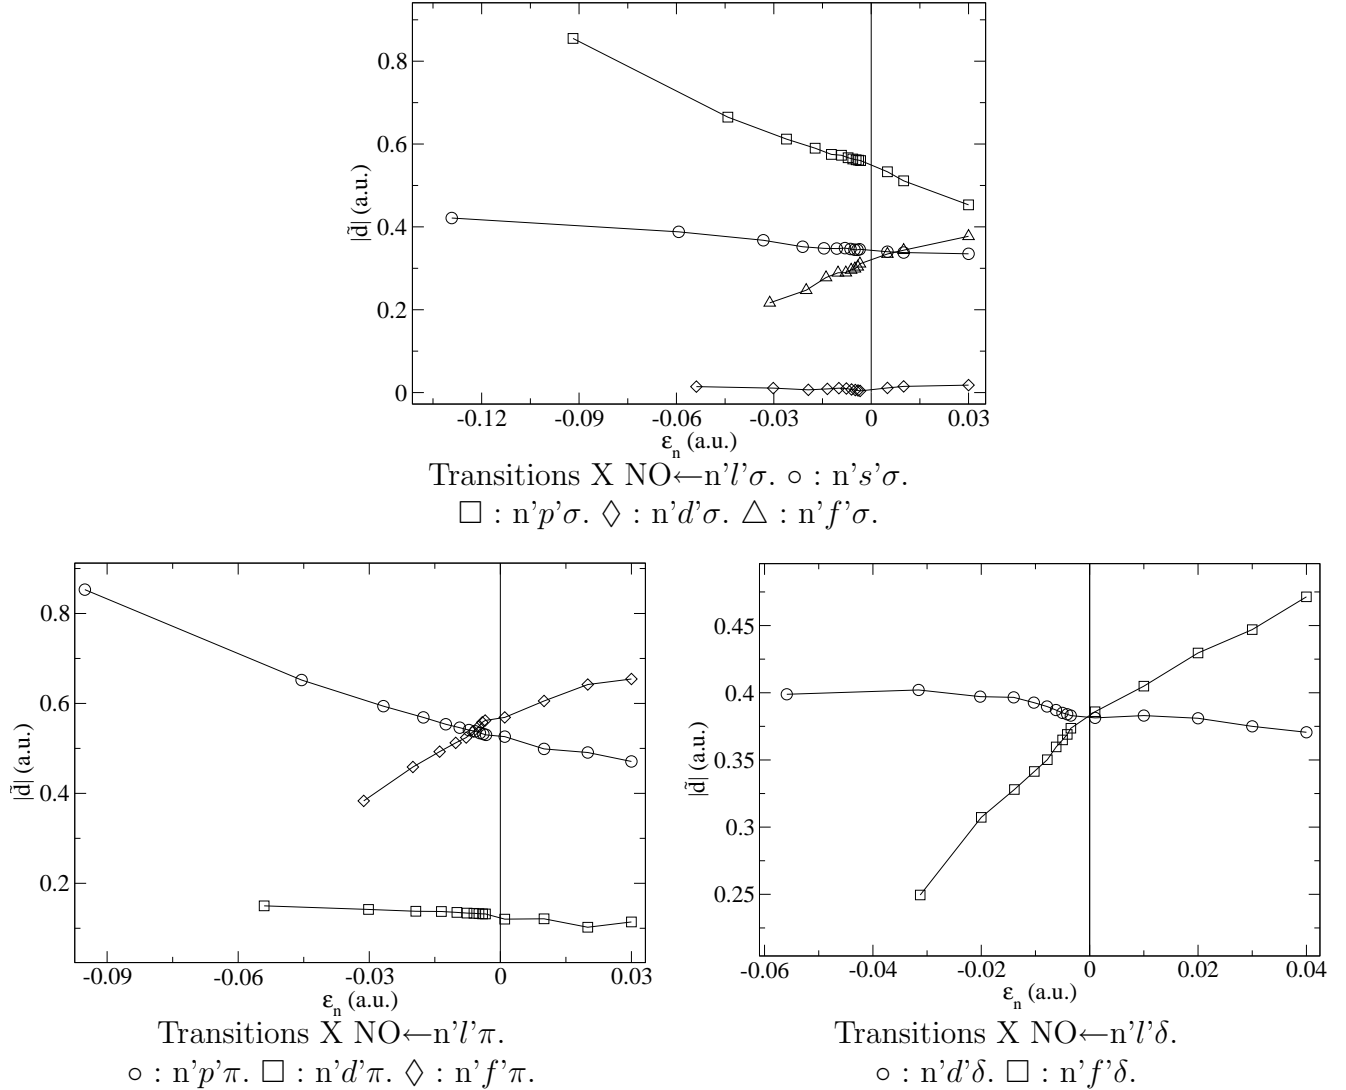 0.8
0.6
0.4
0.2
0
|d̃| (a.u.)
-0.12 -0.09 -0.06 -0.03 0 0.03
εn (a.u.)
Transitions X NO←n'l'σ. ○ : n's'σ.
□ : n'p'σ. ◇ : n'd'σ. △ : n'f'σ.
0.8
0.6
0.4
0.2
|d̃| (a.u.)
-0.09 -0.06 -0.03 0 0.03
εn (a.u.)
Transitions X NO←n'l'π.
○ : n'p'π. □ : n'd'π. ◇ : n'f'π.
0.45
0.4
0.35
0.3
0.25
|d̃| (a.u.)
-0.06 -0.04 -0.02 0 0.02 0.04
εn (a.u.)
Transitions X NO←n'l'δ.
○ : n'd'δ. □ : n'f'δ.